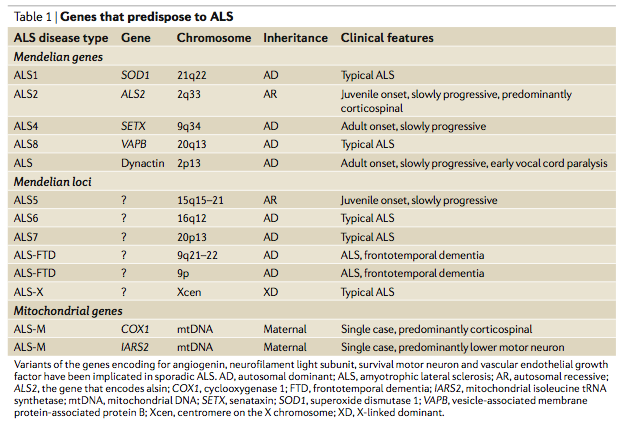 Table 1 | Genes that predispose to ALS
ALS disease type Gene Chromosome Inheritance Clinical features
Mendelian genes
ALS1 SOD1 21q22 AD Typical ALS
ALS2 ALS2 2q33 AR Juvenile onset, slowly progressive, predominantly
corticospinal
ALS4 SETX 9q34 AD Adult onset, slowly progressive
ALS8 VAPB 20q13 AD Typical ALS
ALS Dynactin 2p13 AD Adult onset, slowly progressive, early vocal cord paralysis
Mendelian loci
ALS5 ? 15q15–21 AR Juvenile onset, slowly progressive
ALS6 ? 16q12 AD Typical ALS
ALS7 ? 20p13 AD Typical ALS
ALS-FTD ? 9q21–22 AD ALS, frontotemporal dementia
ALS-FTD ? 9p AD ALS, frontotemporal dementia
ALS-X ? Xcen XD Typical ALS
Mitochondrial genes
ALS-M COX1 mtDNA Maternal Single case, predominantly corticospinal
ALS-M IARS2 mtDNA Maternal Single case, predominantly lower motor neuron
Variants of the genes encoding for angiogenin, neurofilament light subunit, survival motor neuron and vascular endothelial growth
factor have been implicated in sporadic ALS. AD, autosomal dominant; ALS, amyotrophic lateral sclerosis; AR, autosomal recessive;
ALS2, the gene that encodes alsin; COX1, cyclooxygenase 1; FTD, frontotemporal dementia; IARS2, mitochondrial isoleucine tRNA
synthetase; mtDNA, mitochondrial DNA; SETX, senataxin; SOD1, superoxide dismutase 1; VAPB, vesicle-associated membrane
protein-associated protein B; Xcen, centromere on the X chromosome; XD, X-linked dominant.